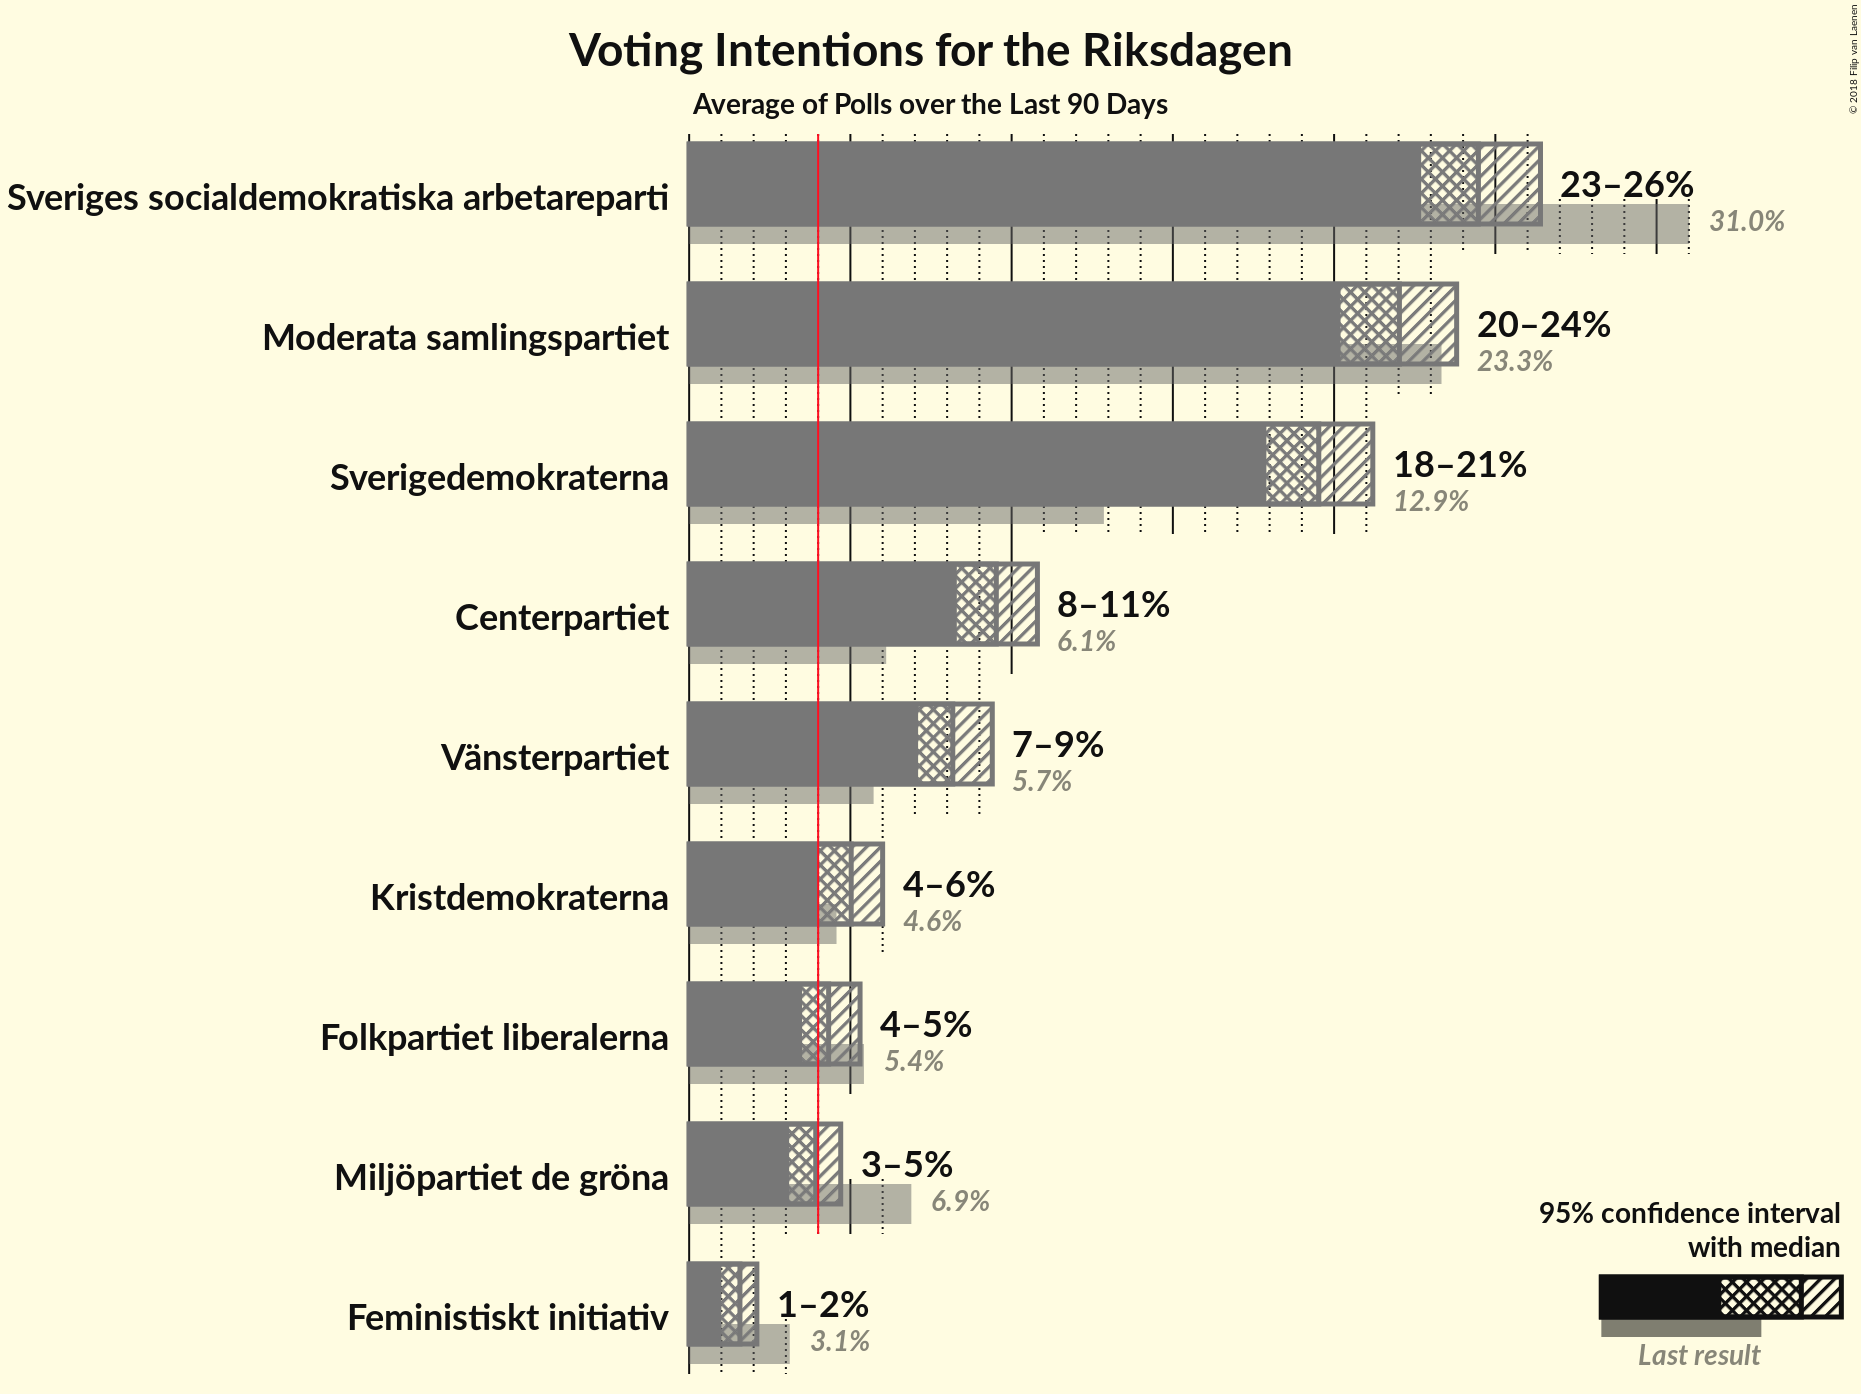 Voting Intentions for the Riksdagen
Average of Polls over the Last 90 Days
© 2018 Filip van Laenen
Sveriges socialdemokratiska arbetareparti
23–26%
31.0%
Moderata samlingspartiet
20–24%
23.3%
Sverigedemokraterna
18–21%
12.9%
Centerpartiet
8–11%
6.1%
Vänsterpartiet
7–9%
5.7%
Kristdemokraterna
4–6%
4.6%
Folkpartiet liberalerna
4–5%
5.4%
Miljöpartiet de gröna
3–5%
6.9%
Feministiskt initiativ
1–2%
3.1%
95% confidence interval
with median
Last result